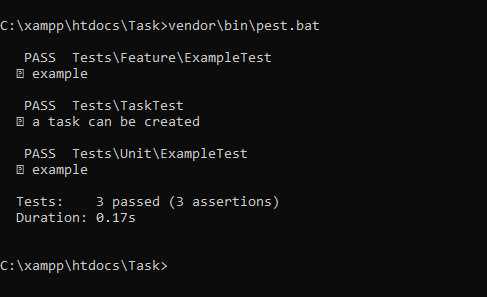 C:\xampp\htdocs\Task>vendor\bin\pest.bat
PASS  Tests\Feature\ExampleTest
⍰ example
PASS  Tests\TaskTest
⍰ a task can be created
PASS  Tests\Unit\ExampleTest
⍰ example
Tests:    3 passed (3 assertions)
Duration: 0.17s
C:\xampp\htdocs\Task>